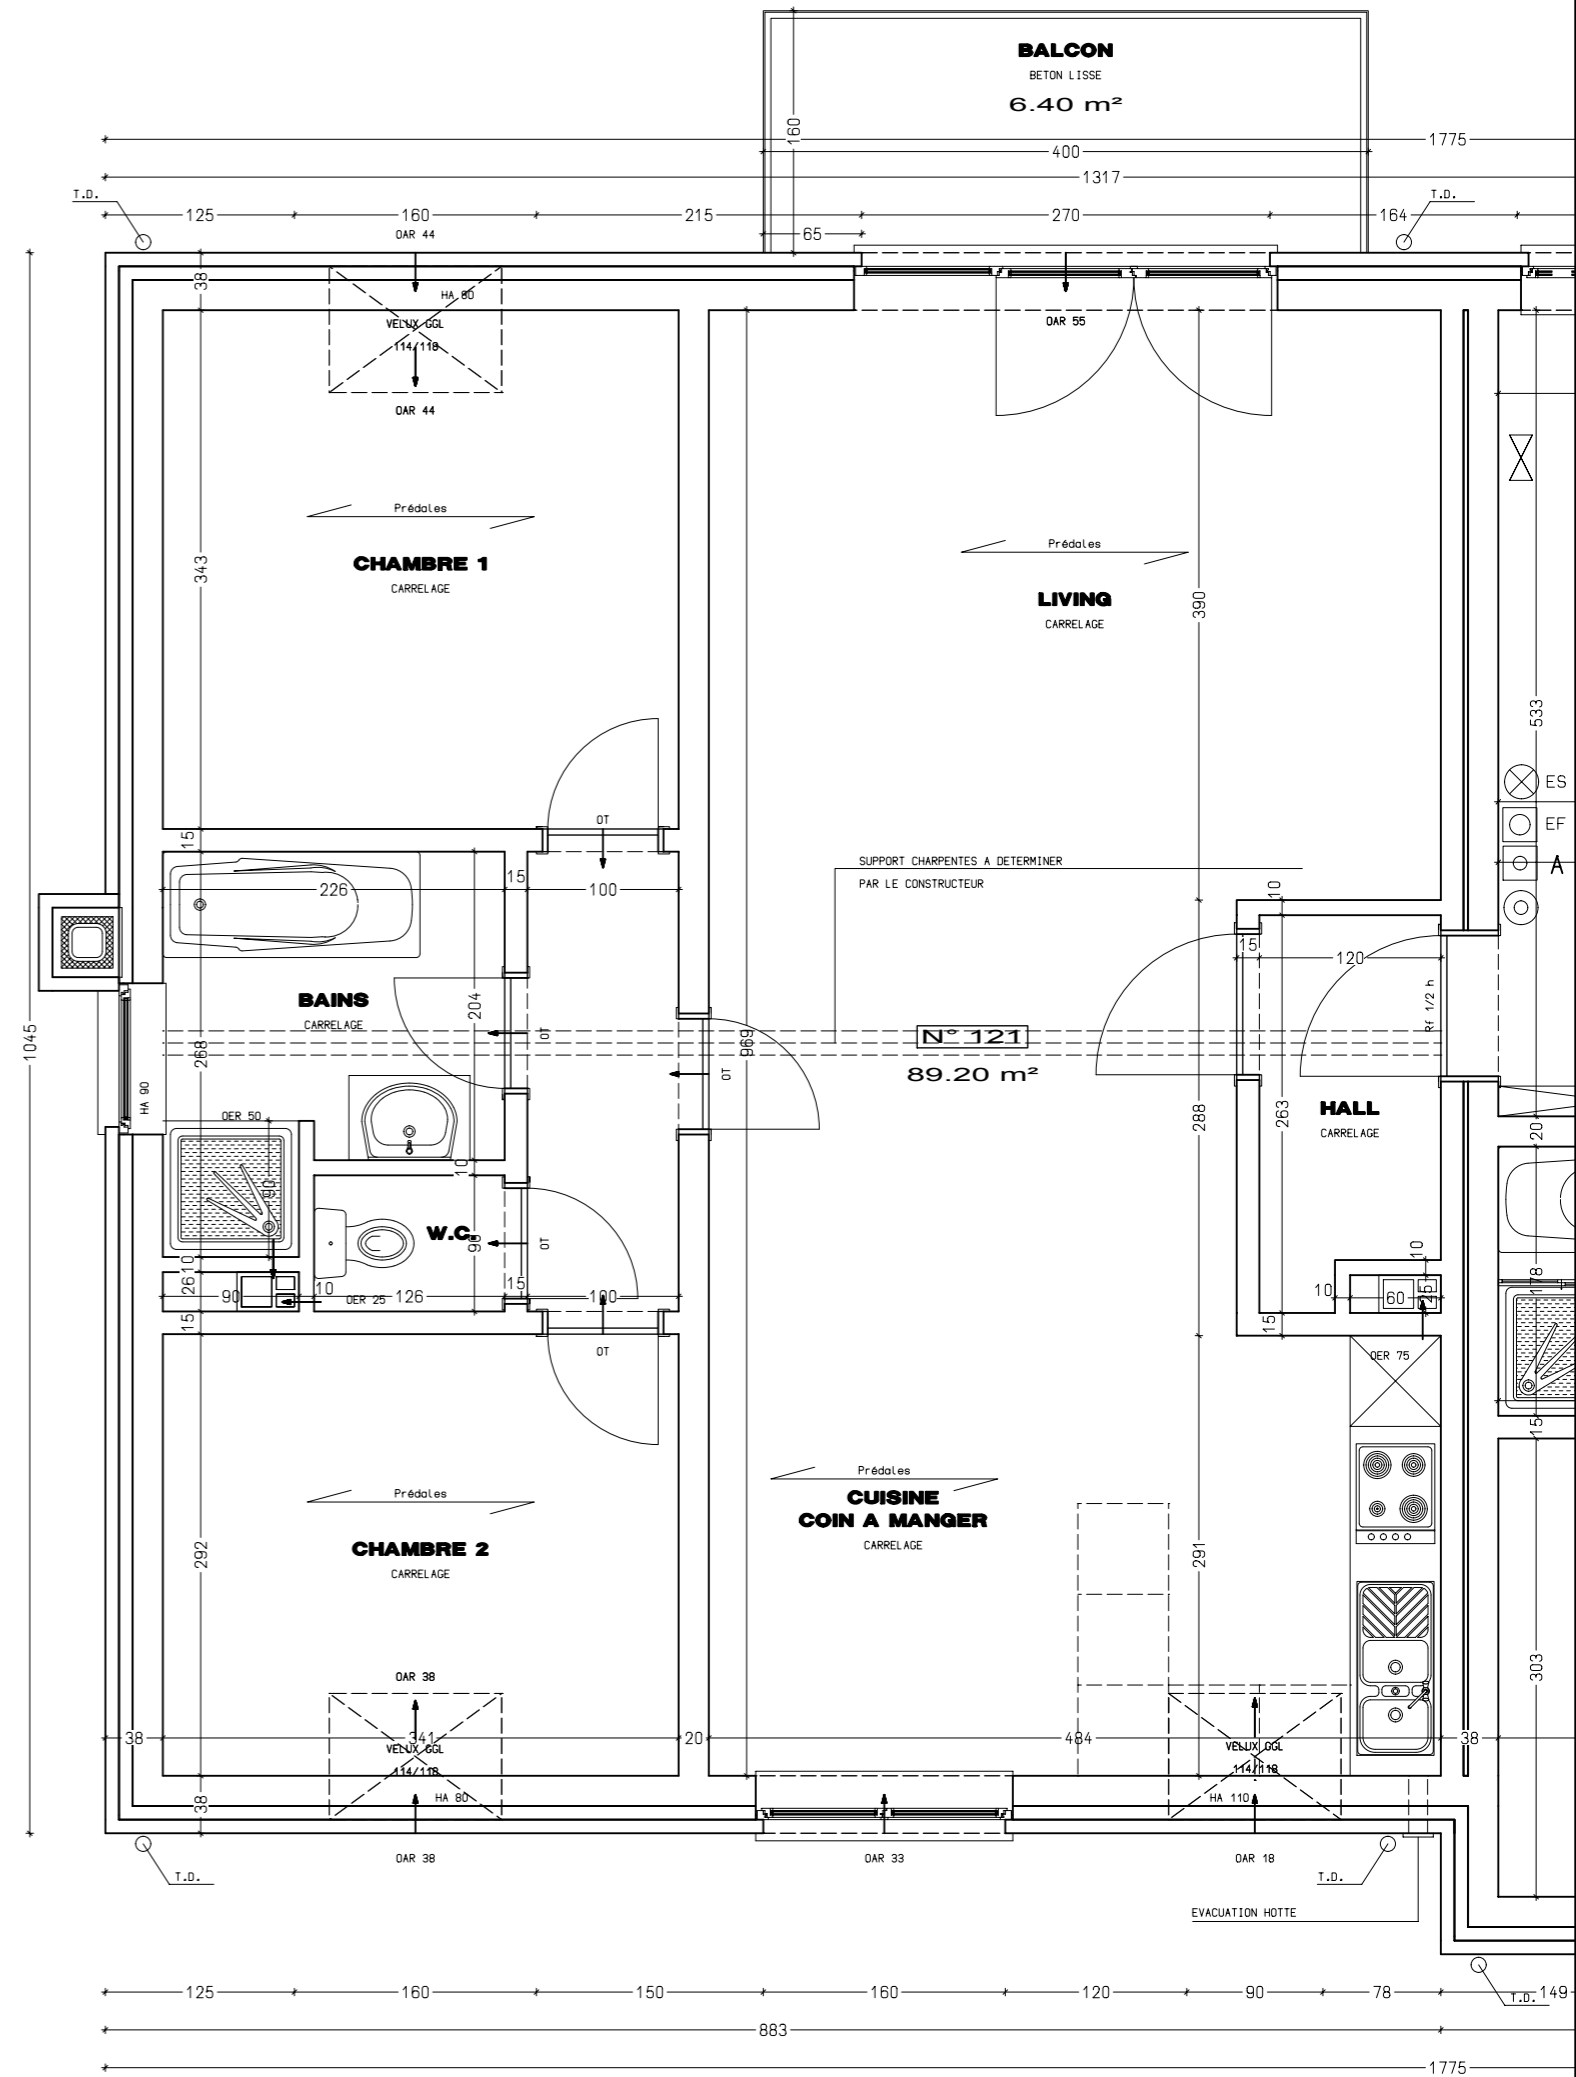 BALCON
BETON LISSE
6.40 m²
160
1775
400
1317
T.D.
125
160
215
270
164
T.D.
65
OAR 44
38
HA 80
VELUX GGL
114/118
OAR 44
OAR 55
Prédales
CHAMBRE 1
CARRELAGE
343
Prédales
LIVING
CARRELAGE
390
533
ES
EF
A
OT
15
SUPPORT CHARPENTES A DETERMINER
PAR LE CONSTRUCTEUR
226
15
100
10
15
120
BAINS
CARRELAGE
204
268
OT
969
N° 121
89.20 m²
Rf 1/2 h
1045
HA 90
OT
OER 50
90
10
288
263
HALL
CARRELAGE
20
W.C.
90
OT
10
26
90
10
OER 25
126
15
100
15
OT
10
10
60
25
15
178
OER 75
15
Prédales
CHAMBRE 2
CARRELAGE
292
Prédales
CUISINE
COIN A MANGER
CARRELAGE
291
303
OAR 38
38
341
20
484
38
VELUX GGL
114/118
HA 80
VELUX GGL
114/118
HA 110
38
T.D.
OAR 38
OAR 33
OAR 18
T.D.
EVACUATION HOTTE
125
160
150
160
120
90
78
T.D.
149
883
1775